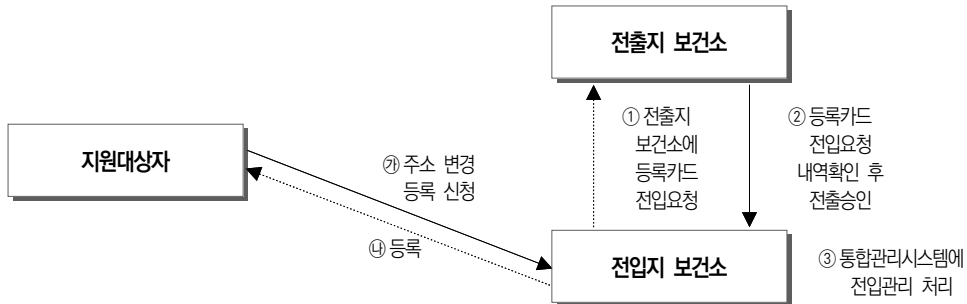 전출지 보건소
① 전출지
보건소에
등록카드
전입요청
② 등록카드
전입요청
내역확인 후
전출승인
지원대상자
㉮ 주소 변경
등록 신청
㉯ 등록
전입지 보건소
③ 통합관리시스템에
전입관리 처리